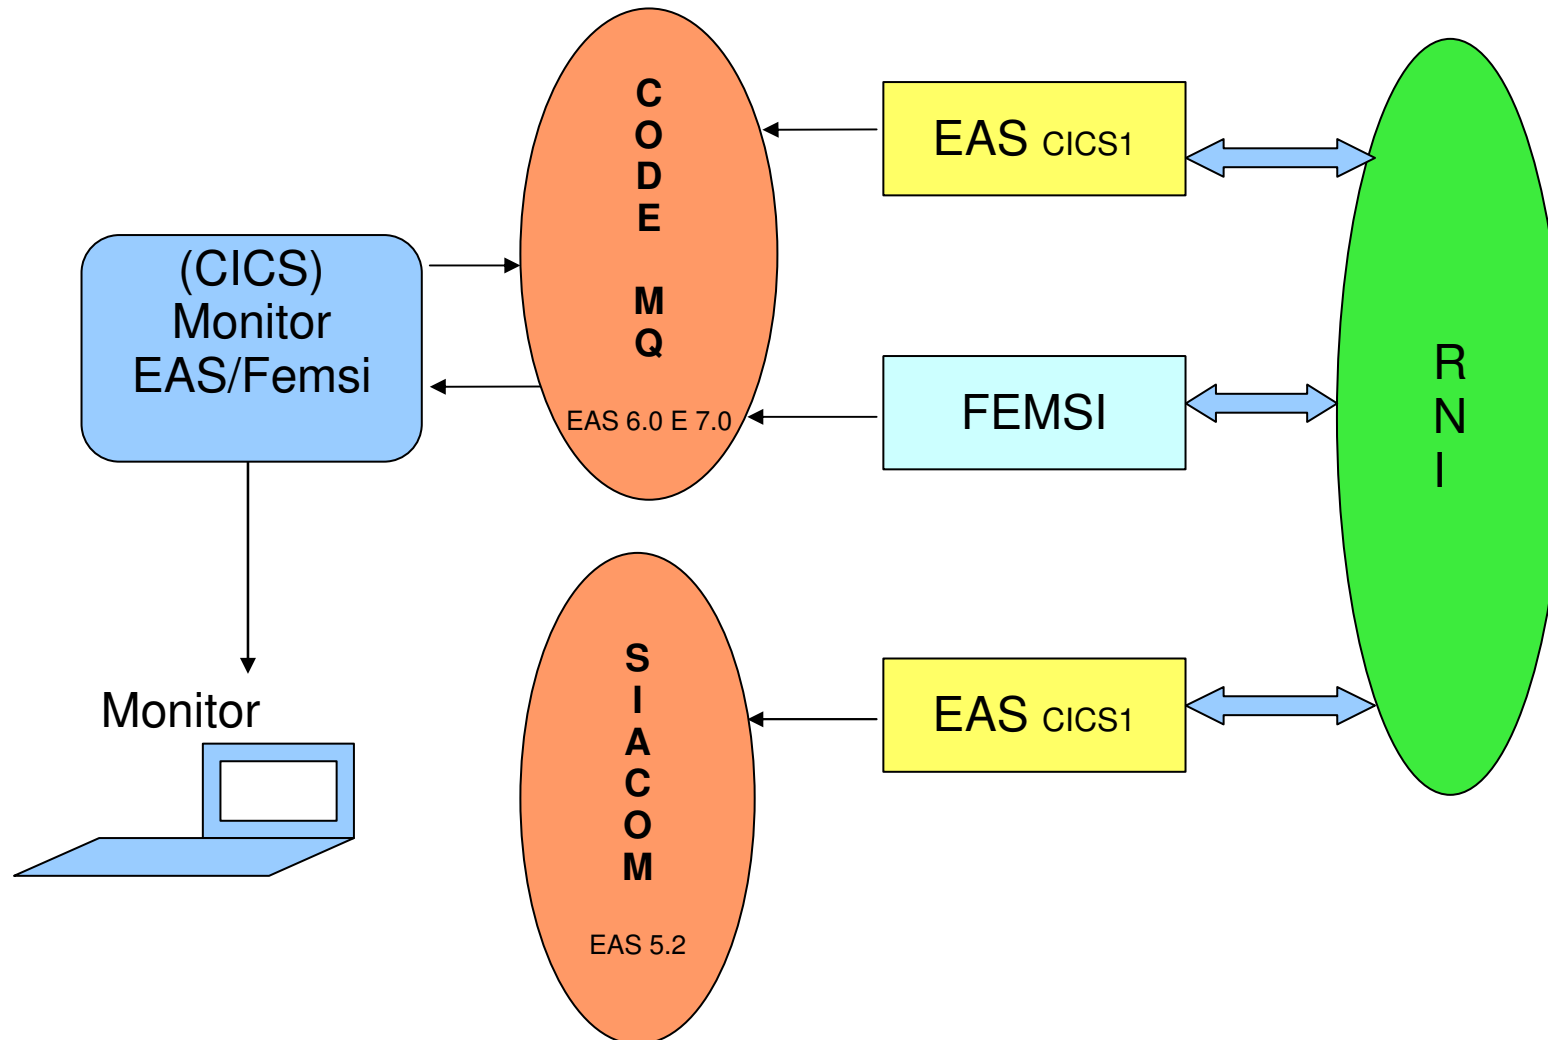 C
O
D
E
M
Q
EAS 6.0 E 7.0
EAS CICS1
(CICS)
Monitor
EAS/Femsi
FEMSI
R
N
I
Monitor
S
I
A
C
O
M
EAS 5.2
EAS CICS1